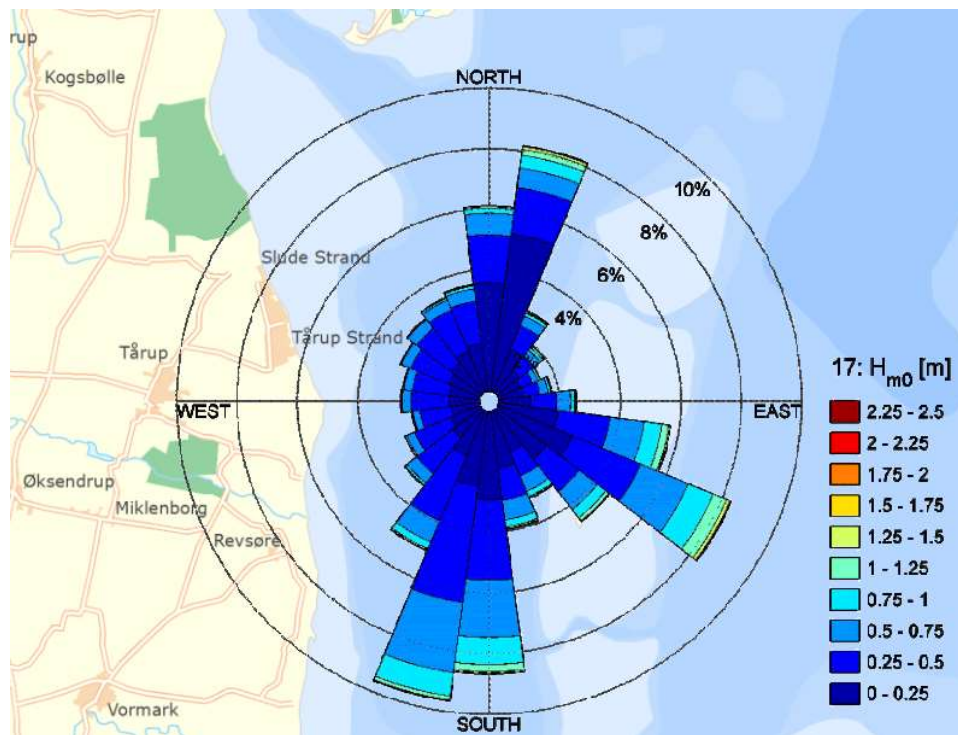 rup
Kogsbølle
NORTH
10%
8%
Slude Strand
6%
4%
Tårup Strand
Tårup
17: Hm0 [m]
WEST
EAST
2.25 - 2.5
2 - 2.25
1.75 - 2
1.5 - 1.75
1.25 - 1.5
1 - 1.25
0.75 - 1
0.5 - 0.75
0.25 - 0.5
0 - 0.25
Øksendrup
Miklenborg
Revsøre
Vormark
SOUTH